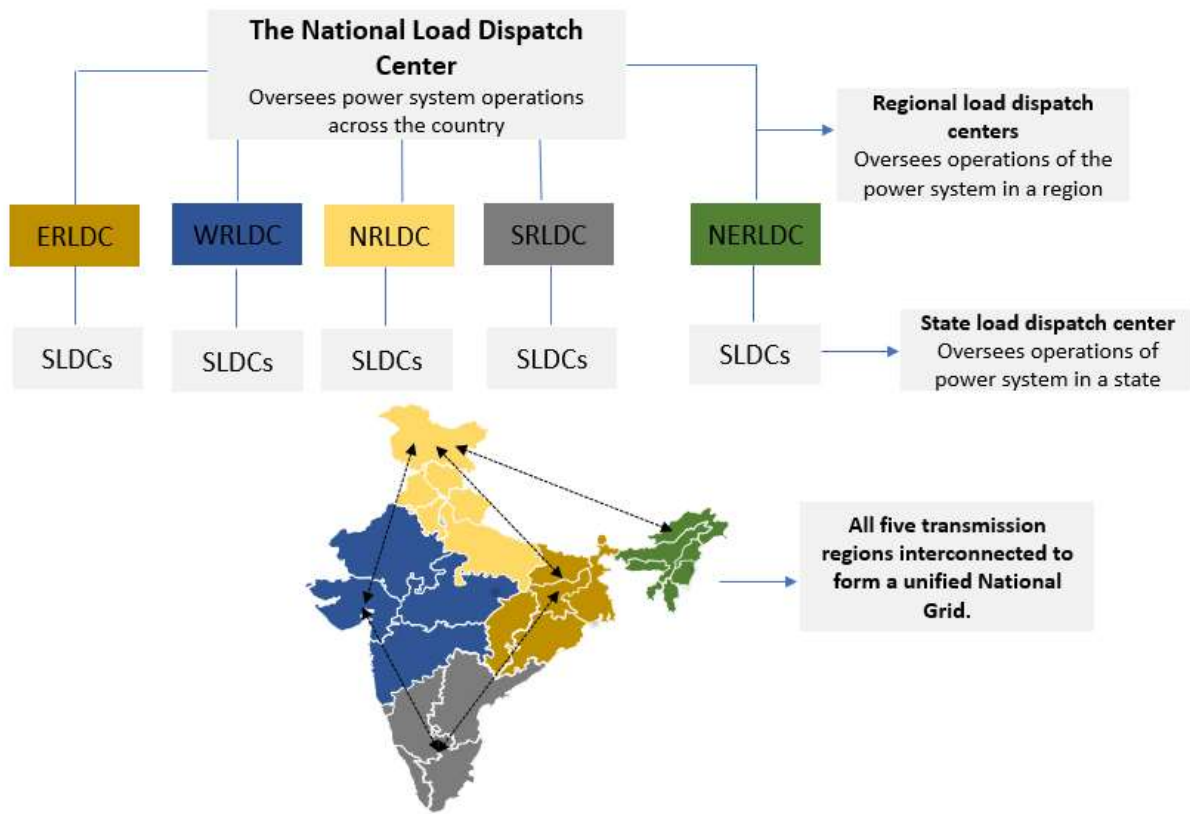 The National Load Dispatch
Center
Oversees power system operations
across the country
Regional load dispatch
centers
Oversees operations of the
power system in a region
ERLDC
WRLDC
NRLDC
SRLDC
NERLDC
SLDCs
SLDCs
SLDCs
SLDCs
SLDCs
State load dispatch center
Oversees operations of
power system in a state
All five transmission
regions interconnected to
form a unified National
Grid.